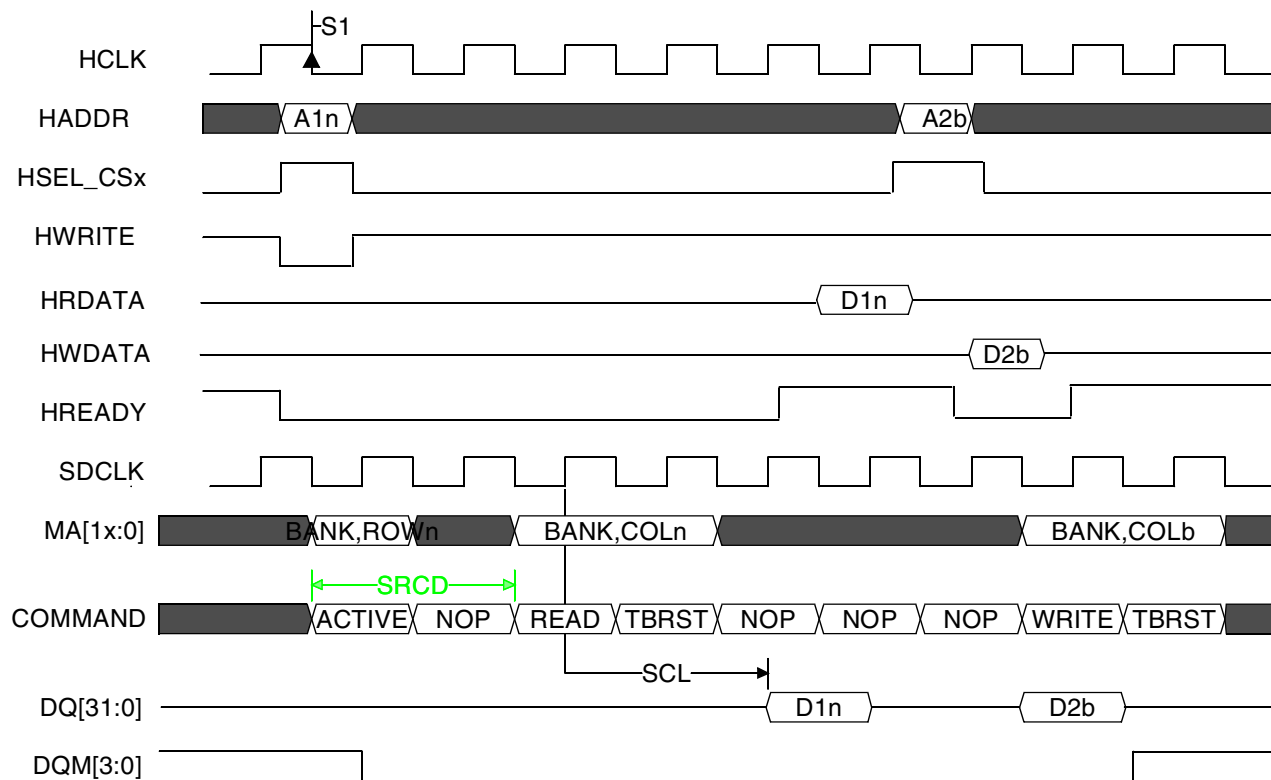 S1
HCLK
HADDR A1n A2b
HSEL_CSx
HWRITE
HRDATA D1n
HWDATA D2b
HREADY
SDCLK
MA[1x:0] BANK,ROWn BANK,COLn BANK,COLb
SRCD
COMMAND ACTIVE NOP READ TBRST NOP NOP NOP WRITE TBRST
SCL
DQ[31:0] D1n D2b
DQM[3:0]